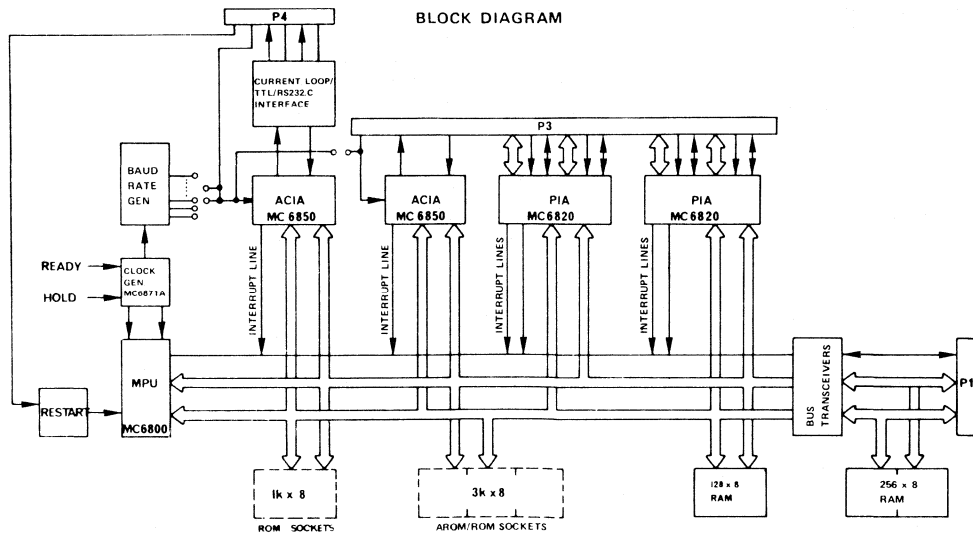 BLOCK DIAGRAM
P4
CURRENT LOOP/
TTL/RS232.C
INTERFACE
P3
BAUD
RATE
GEN
ACIA
MC 6850
ACIA
MC 6850
PIA
MC6820
PIA
MC 6820
READY
HOLD
CLOCK
GEN
MC6871A
INTERRUPT LINE
INTERRUPT LINE
INTERRUPT LINES
INTERRUPT LINES
MPU
MC6800
RESTART
BUS
TRANSCEIVERS
P1
1k x 8
ROM SOCKETS
3k x 8
AROM/ROM SOCKETS
128 x 8
RAM
256 x 8
RAM